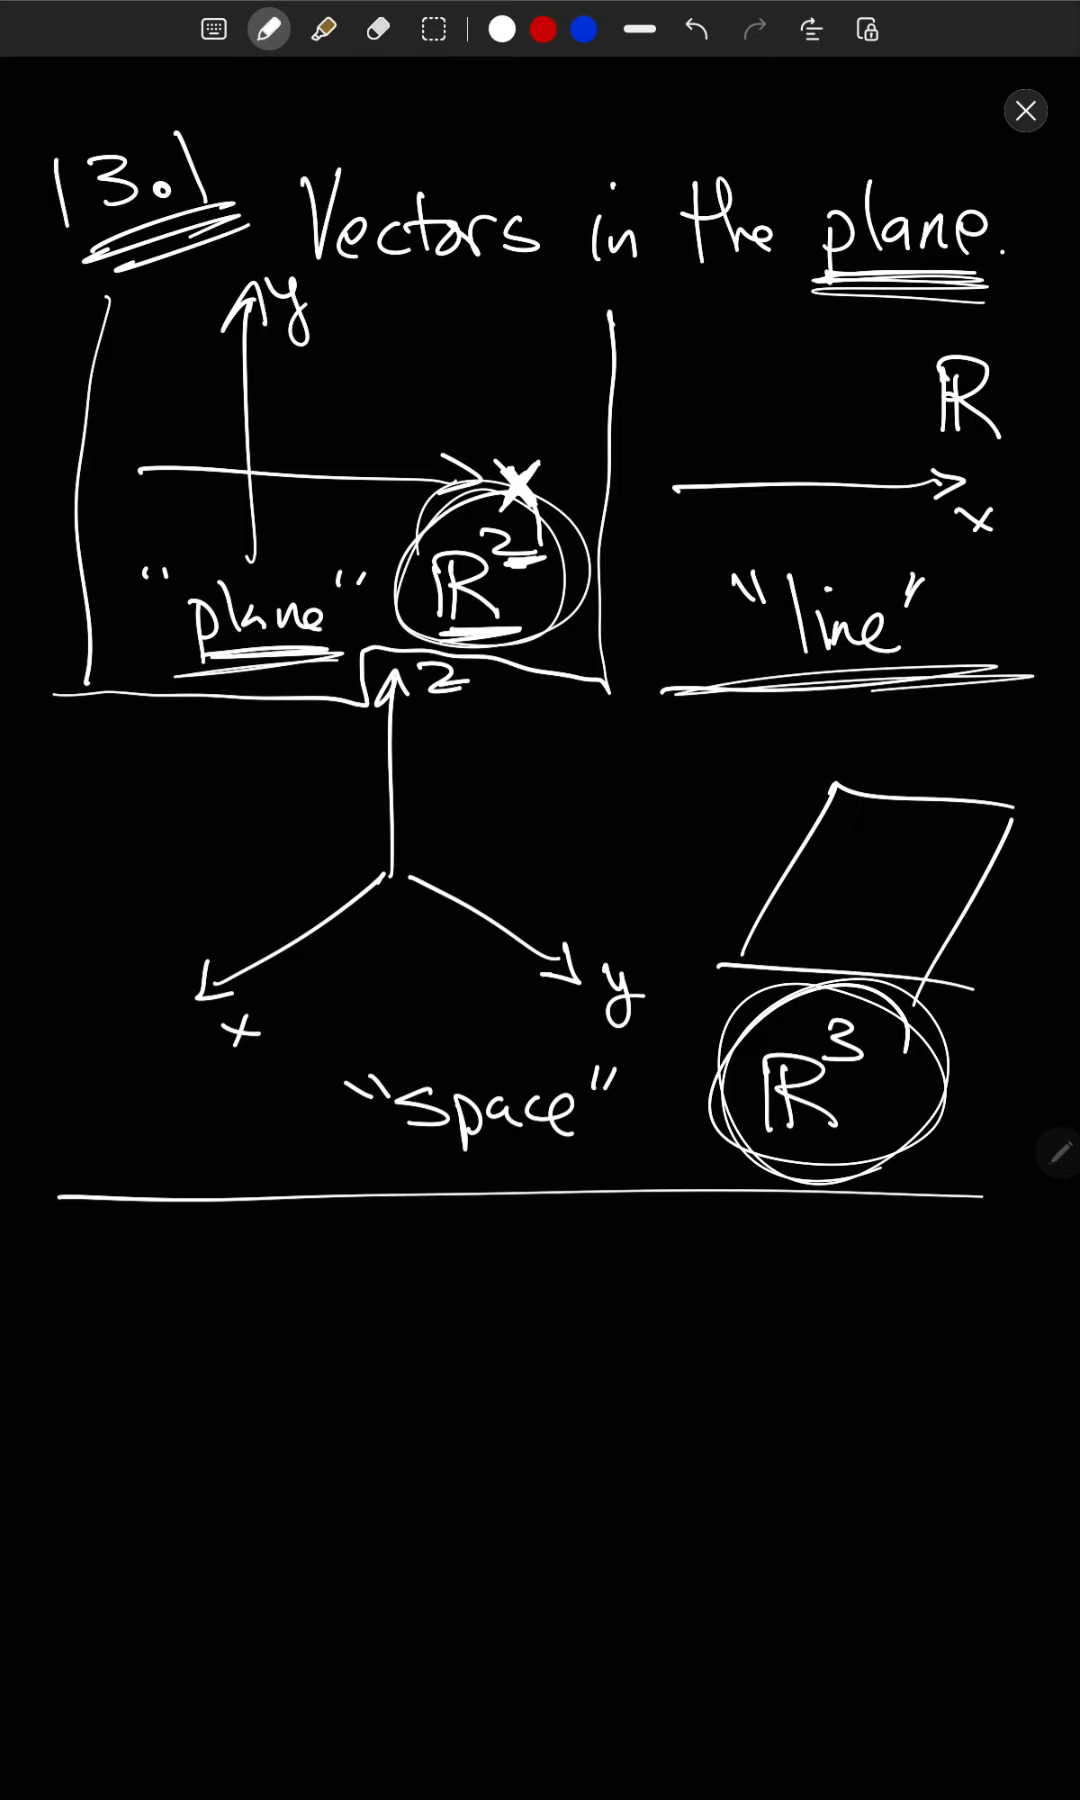 13.1 Vectors in the plane.
y
ℝ
x
x
"plane" ℝ²
"line"
z
x
y
"space"
ℝ³